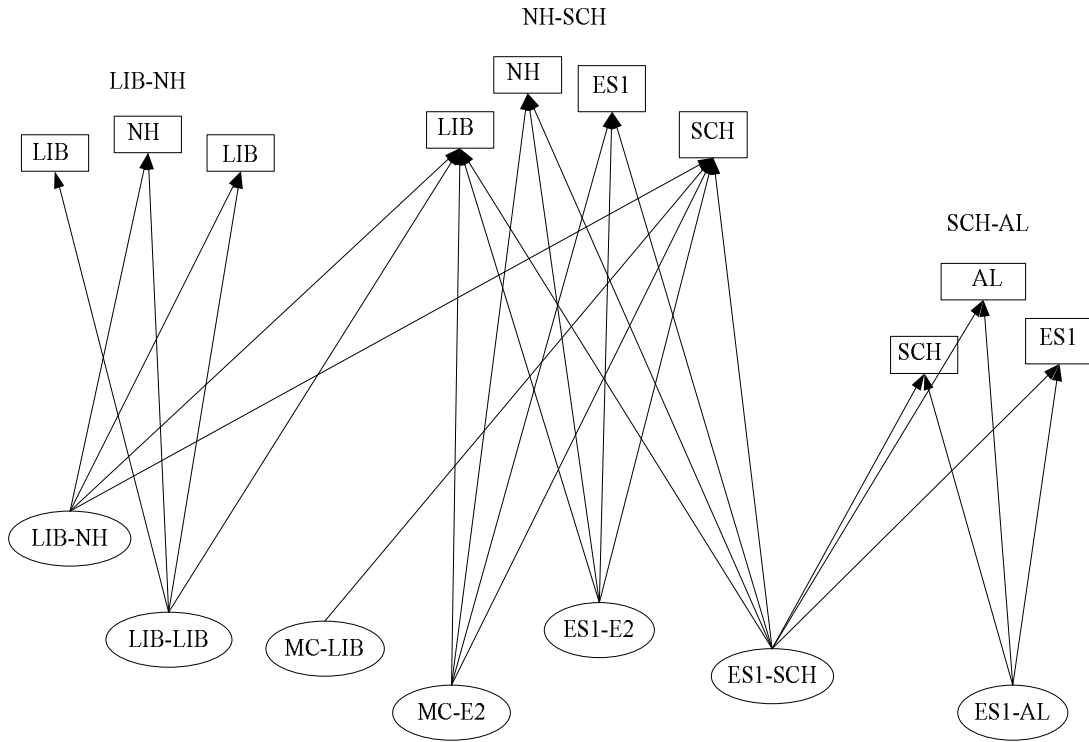 NH-SCH
LIB-NH
NH
ES1
LIB
SCH
LIB
NH
LIB
SCH-AL
AL
SCH
ES1
LIB-NH
LIB-LIB
MC-LIB
MC-E2
ES1-E2
ES1-SCH
ES1-AL